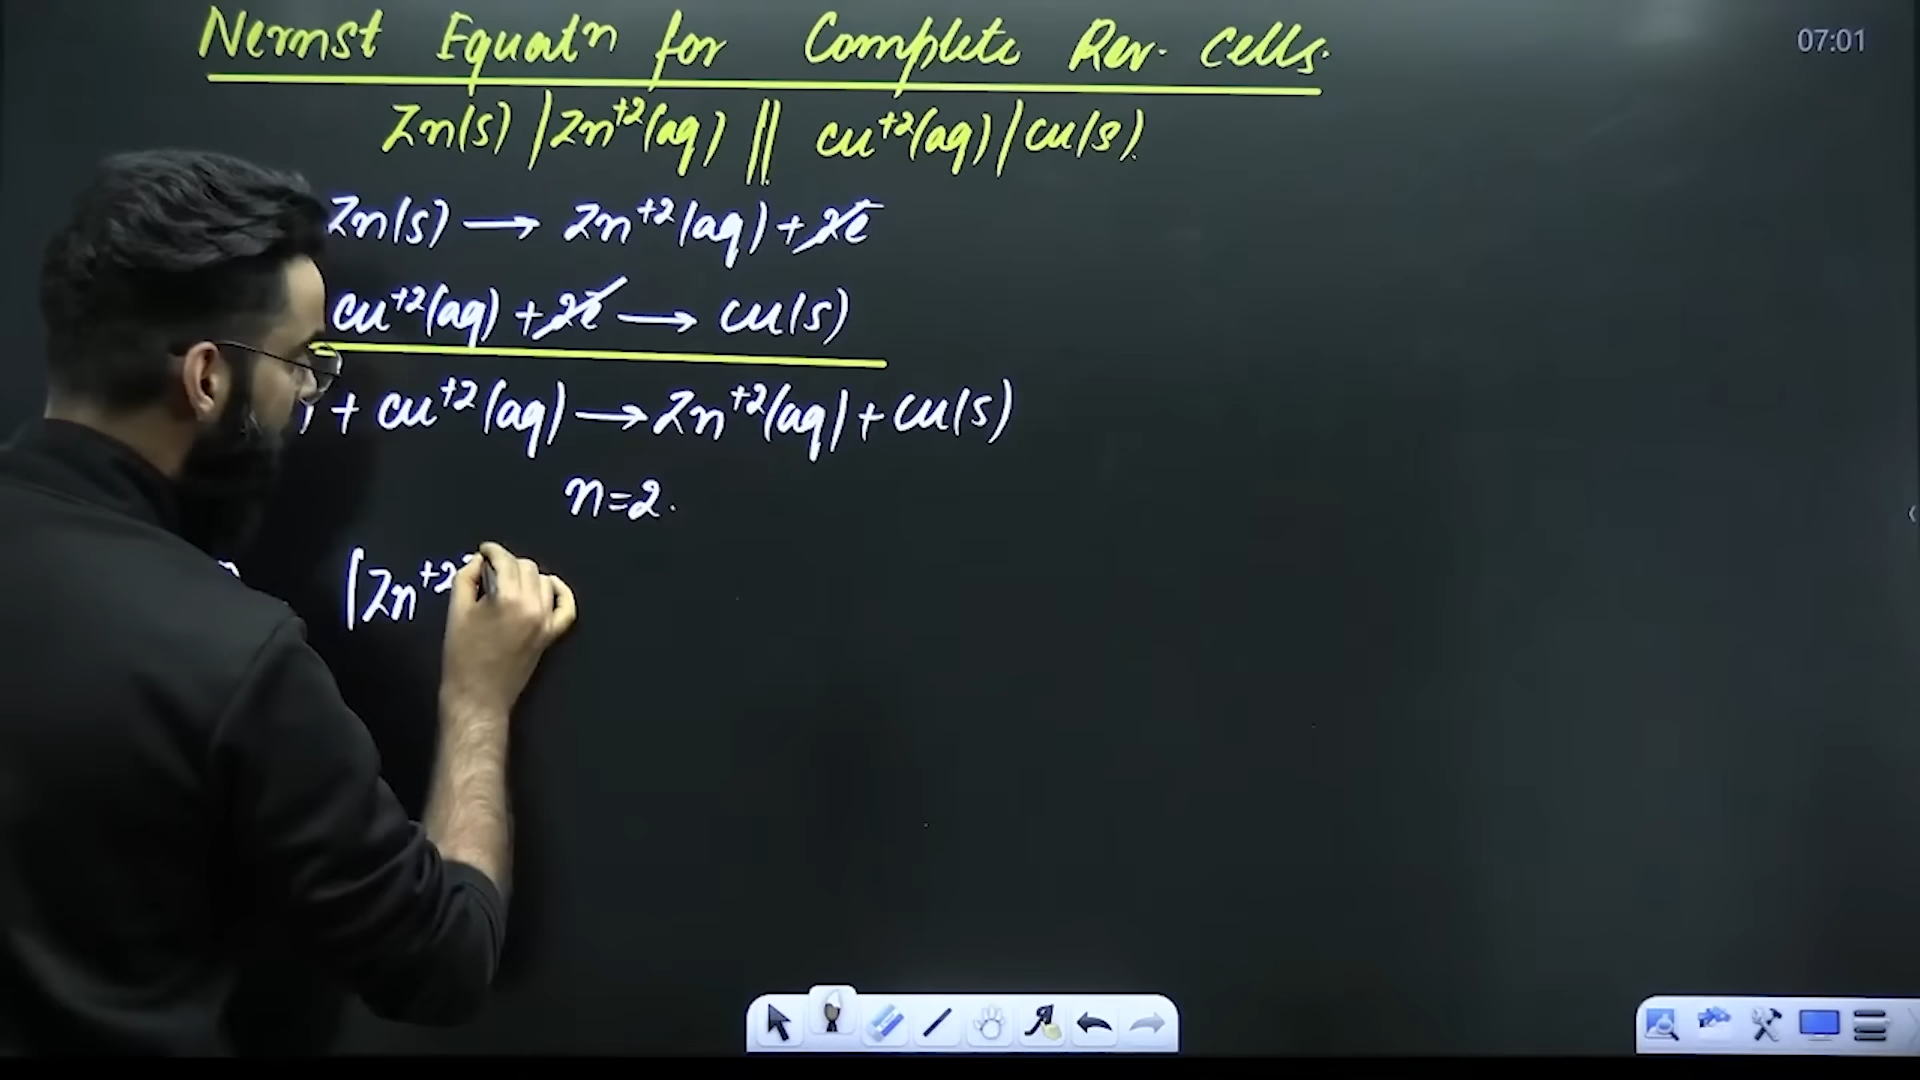 Nernst Equatn for Complete Rev. Cells.
07:01
Zn(s) | Zn+2(aq) || Cu+2(aq) | Cu(s).
Zn(s) → Zn+2(aq) + 2e
Cu+2(aq) + 2e → Cu(s)
+ Cu+2(aq) → Zn+2(aq) + Cu(s)
n=2.
[Zn+2